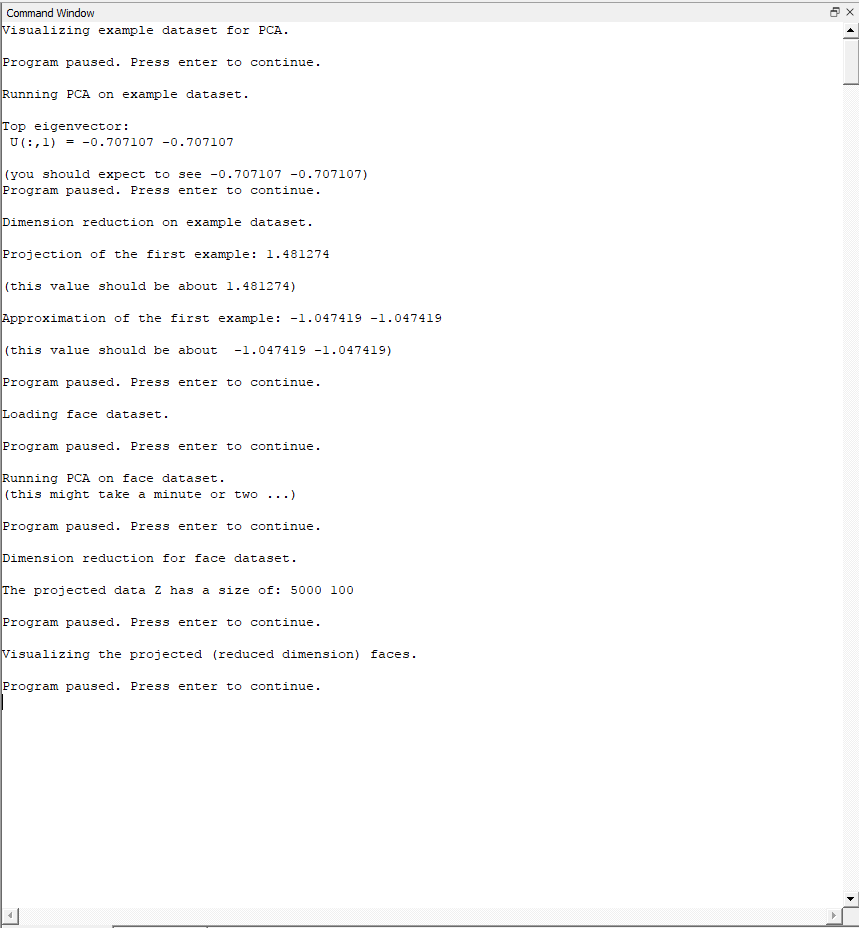 Command Window
Visualizing example dataset for PCA.
Program paused. Press enter to continue.
Running PCA on example dataset.
Top eigenvector:
U(:,1) = -0.707107 -0.707107
(you should expect to see -0.707107 -0.707107)
Program paused. Press enter to continue.
Dimension reduction on example dataset.
Projection of the first example: 1.481274
(this value should be about 1.481274)
Approximation of the first example: -1.047419 -1.047419
(this value should be about  -1.047419 -1.047419)
Program paused. Press enter to continue.
Loading face dataset.
Program paused. Press enter to continue.
Running PCA on face dataset.
(this might take a minute or two ...)
Program paused. Press enter to continue.
Dimension reduction for face dataset.
The projected data Z has a size of: 5000 100
Program paused. Press enter to continue.
Visualizing the projected (reduced dimension) faces.
Program paused. Press enter to continue.